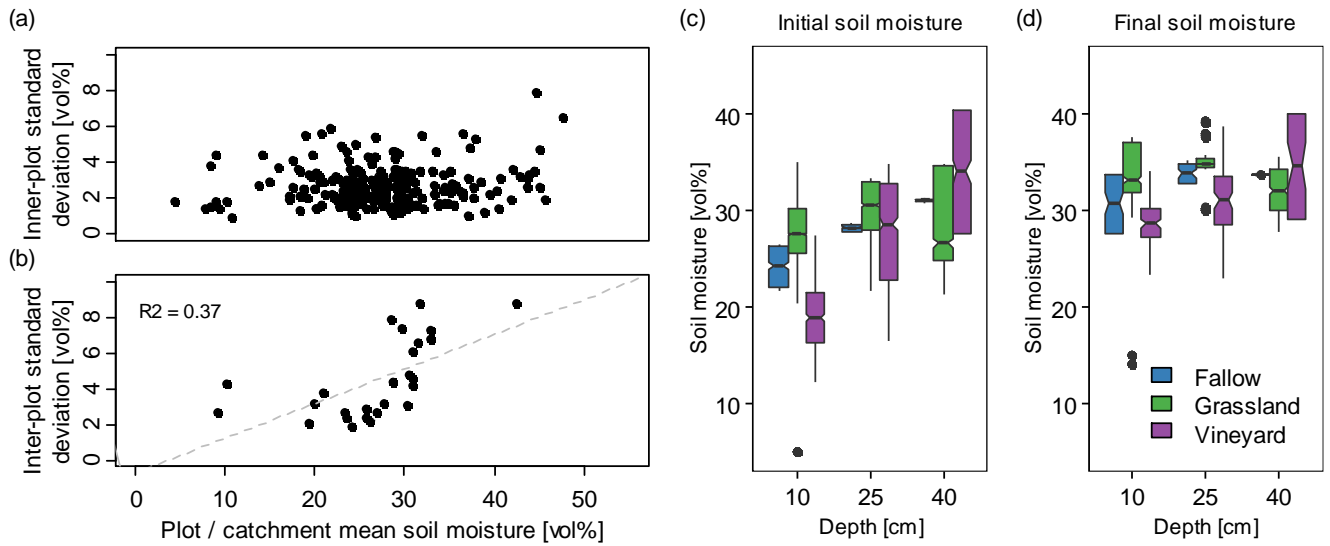 (a)
Inner-plot standard
deviation [vol%]
0 2 4 6 8
(b)
R2 = 0.37
Inter-plot standard
deviation [vol%]
0 2 4 6 8
0 10 20 30 40 50
Plot / catchment mean soil moisture [vol%]
(c)
Initial soil moisture
Soil moisture [vol%]
40
30
20
10
10 25 40
Depth [cm]
(d)
Final soil moisture
Soil moisture [vol%]
40
30
20
10
Fallow
Grassland
Vineyard
10 25 40
Depth [cm]